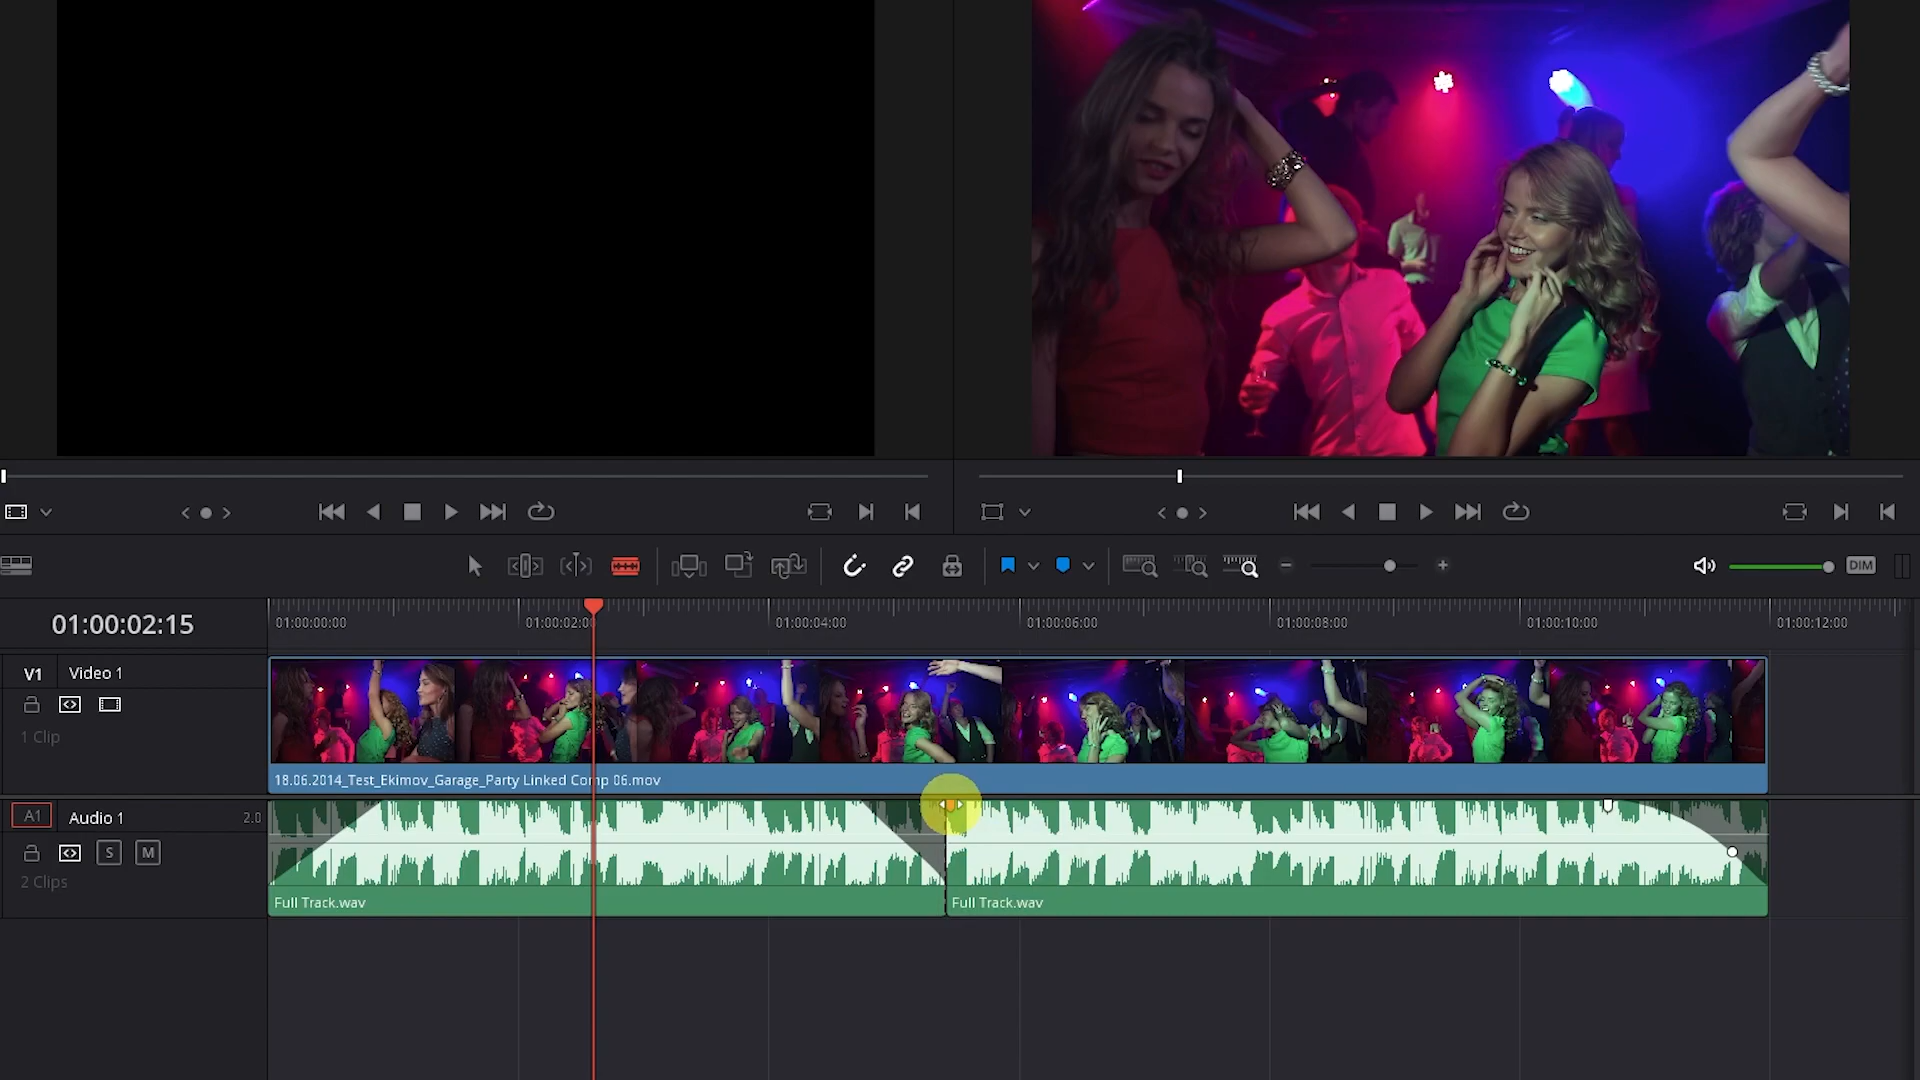 DIM
01:00:02:15
01:00:00:00
01:00:02:00
01:00:04:00
01:00:06:00
01:00:08:00
01:00:10:00
01:00:12:00
V1 Video 1
1 Clip
18.06.2014_Test_Ekimov_Garage_Party Linked Comp 06.mov
A1 Audio 1 2.0
S M
2 Clips
Full Track.wav
Full Track.wav